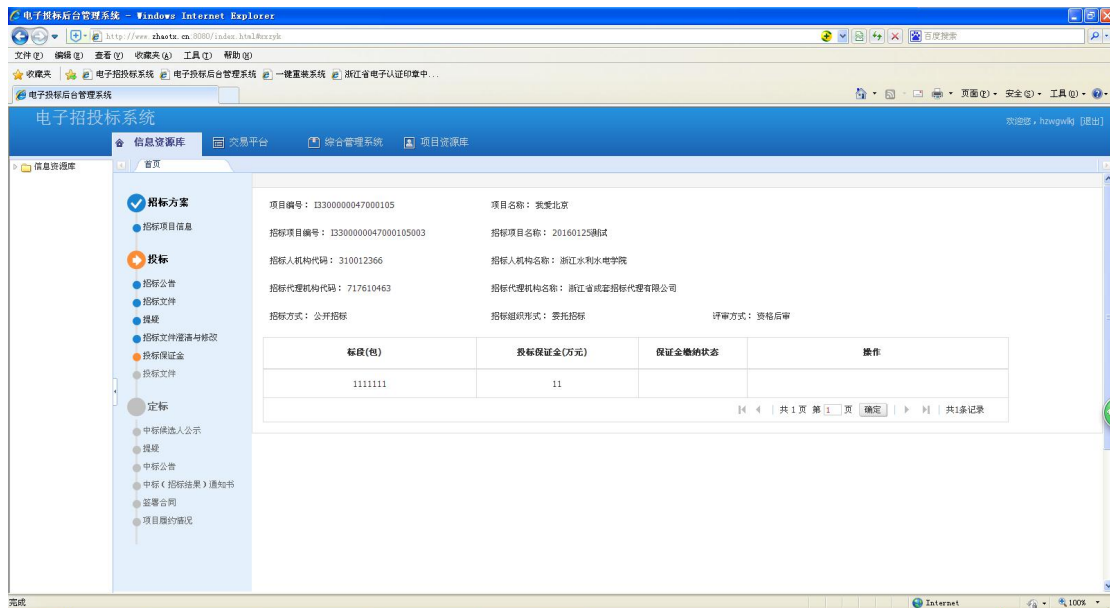 电子投标后台管理系统 - Windows Internet Explorer
http://www.zhaotx.cn:8080/index.html#xxzyk
百度搜索
文件(F) 编辑(E) 查看(V) 收藏夹(A) 工具(T) 帮助(H)
收藏夹 电子招投标系统 电子投标后台管理系统 一键重装系统 浙江省电子认证印章中...
电子投标后台管理系统
页面(P) 安全(S) 工具(O)
电子招投标系统
欢迎您，hzwgwlkj [退出]
信息资源库 交易平台 综合管理系统 项目资源库
信息资源库
首页
招标方案
招标项目信息
投标
招标公告
招标文件
提疑
招标文件澄清与修改
投标保证金
投标文件
定标
中标候选人公示
提疑
中标公告
中标（招标结果）通知书
签署合同
项目履约情况
项目编号： I3300000047000105 项目名称： 我爱北京
招标项目编号： I3300000047000105003 招标项目名称： 20160125测试
招标人机构代码： 310012366 招标人机构名称： 浙江水利水电学院
招标代理机构代码： 717610463 招标代理机构名称： 浙江省成套招标代理有限公司
招标方式： 公开招标 招标组织形式： 委托招标 评审方式： 资格后审
标段(包) 投标保证金(万元) 保证金缴纳状态 操作
1111111 11
共 1 页 第 1 页 确定 共1条记录
完成 Internet 100%